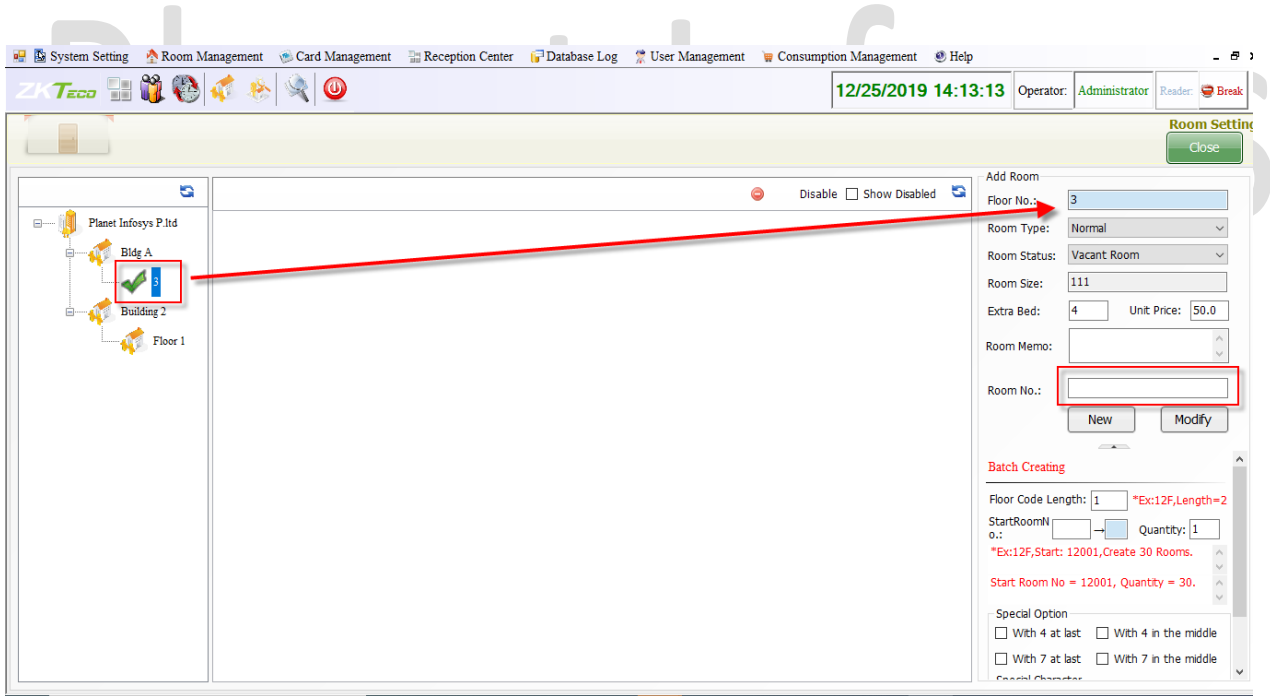 System Setting Room Management Card Management Reception Center Database Log User Management Consumption Management Help
ZKTeco 12/25/2019 14:13:13 Operator: Administrator Reader: Break
Room Setting
Close
Disable Show Disabled
Planet Infosys P.ltd
Bldg A
3
Building 2
Floor 1
Add Room
Floor No.: 3
Room Type: Normal
Room Status: Vacant Room
Room Size: 111
Extra Bed: 4 Unit Price: 50.0
Room Memo:
Room No.:
New Modify
Batch Creating
Floor Code Length: 1 *Ex:12F,Length=2
StartRoomN
o.: → Quantity: 1
*Ex:12F,Start: 12001,Create 30 Rooms.
Start Room No = 12001, Quantity = 30.
Special Option
With 4 at last With 4 in the middle
With 7 at last With 7 in the middle
Special Character